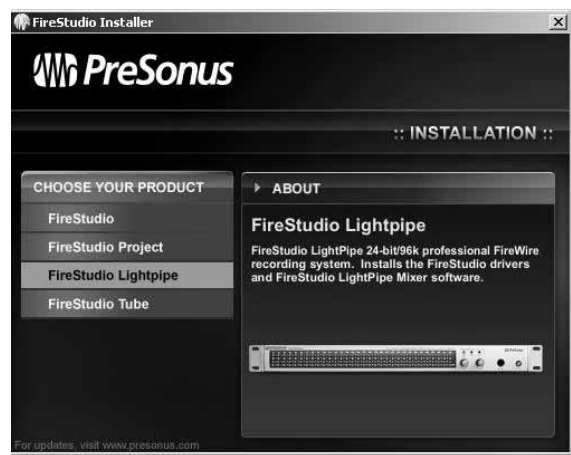 FireStudio Installer
PreSonus
:: INSTALLATION ::
CHOOSE YOUR PRODUCT
FireStudio
FireStudio Project
FireStudio Lightpipe
FireStudio Tube
ABOUT
FireStudio Lightpipe
FireStudio LightPipe 24-bit/96k professional FireWire
recording system. Installs the FireStudio drivers
and FireStudio LightPipe Mixer software.
For updates, visit www.presonus.com